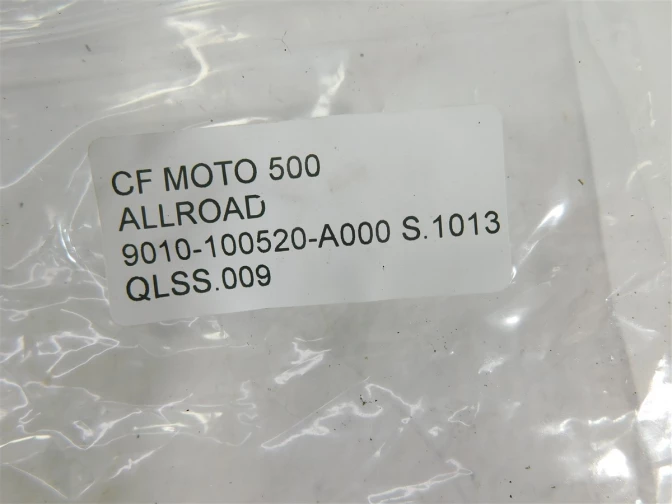 CF MOTO 500
ALLROAD
9010-100520-A000 S.1013
QLSS.009